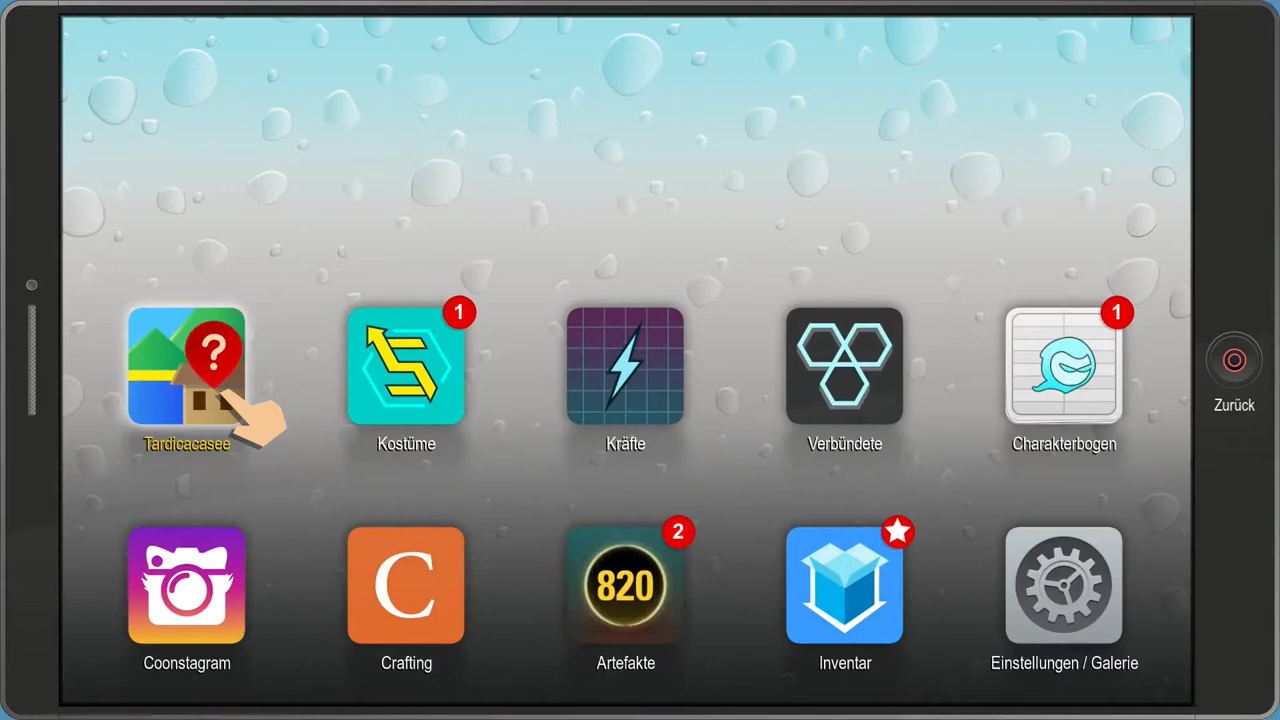 ?
1
1
Tardicacasee
Kostüme
Kräfte
Verbündete
Charakterbogen
Zurück
C
2
820
Coonstagram
Crafting
Artefakte
Inventar
Einstellungen / Galerie